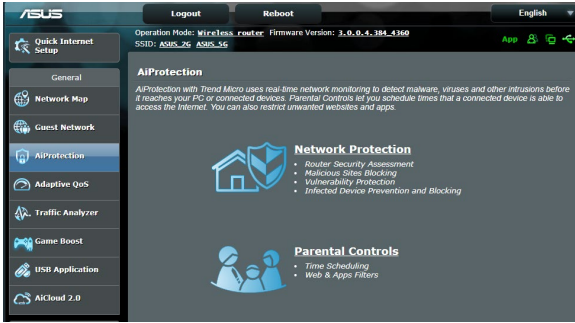 ASUS
Logout
Reboot
English
Quick Internet
Setup
Operation Mode: Wireless router Firmware Version: 3.0.0.4.384_4360
SSID: ASUS_2G ASUS_5G
App
General
Network Map
Guest Network
AiProtection
Adaptive QoS
Traffic Analyzer
Game Boost
USB Application
AiCloud 2.0
AiProtection
AiProtection with Trend Micro uses real-time network monitoring to detect malware, viruses and other intrusions before
it reaches your PC or connected devices. Parental Controls let you schedule times that a connected device is able to
access the Internet. You can also restrict unwanted websites and apps.
Network Protection
• Router Security Assessment
• Malicious Sites Blocking
• Vulnerability Protection
• Infected Device Prevention and Blocking
Parental Controls
• Time Scheduling
• Web & Apps Filters